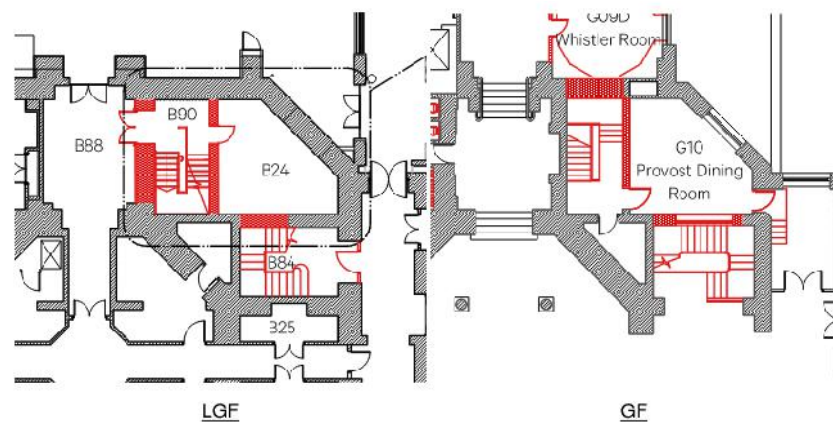 G09D
Whistler Room
B90
B88
B24
G10
Provost Dining
Room
B84
B25
LGF
GF